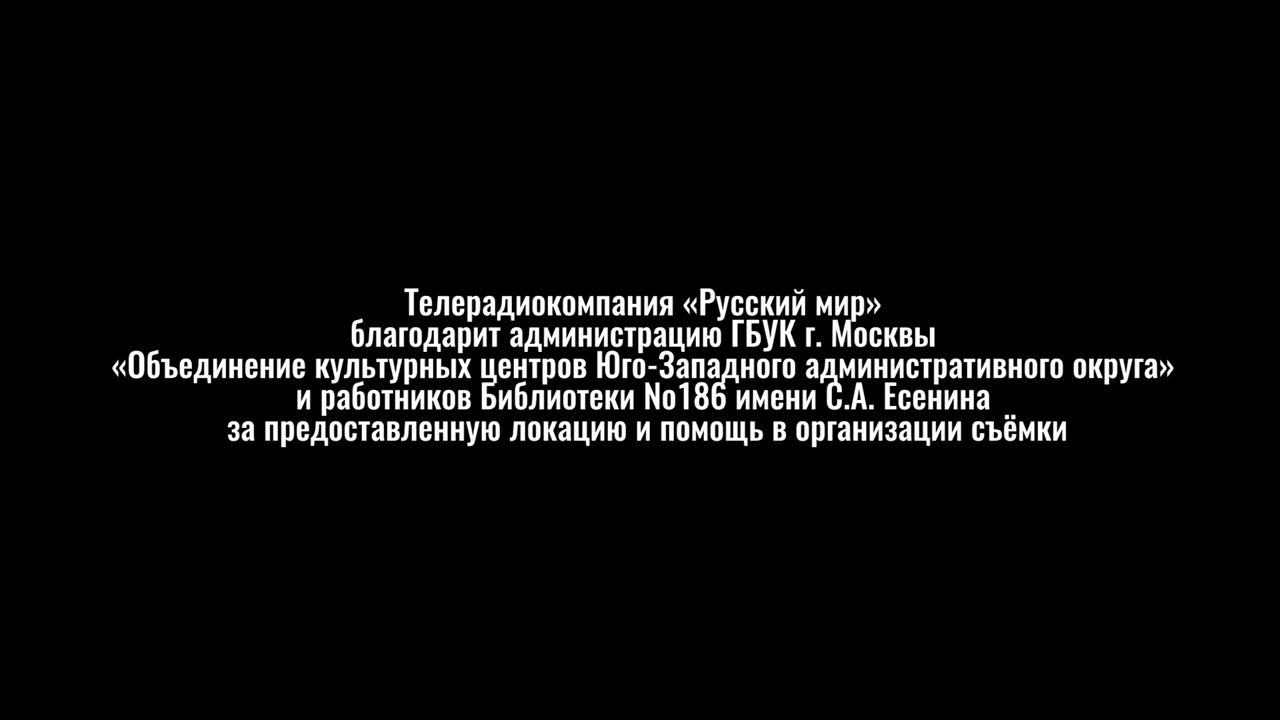 Телерадиокомпания «Русский мир»
благодарит администрацию ГБУК г. Москвы
«Объединение культурных центров Юго-Западного административного округа»
и работников Библиотеки No186 имени С.А. Есенина
за предоставленную локацию и помощь в организации съёмки